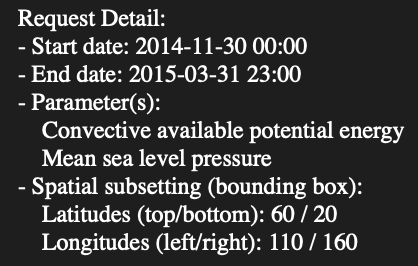 Request Detail:
- Start date: 2014-11-30 00:00
- End date: 2015-03-31 23:00
- Parameter(s):
Convective available potential energy
Mean sea level pressure
- Spatial subsetting (bounding box):
Latitudes (top/bottom): 60 / 20
Longitudes (left/right): 110 / 160